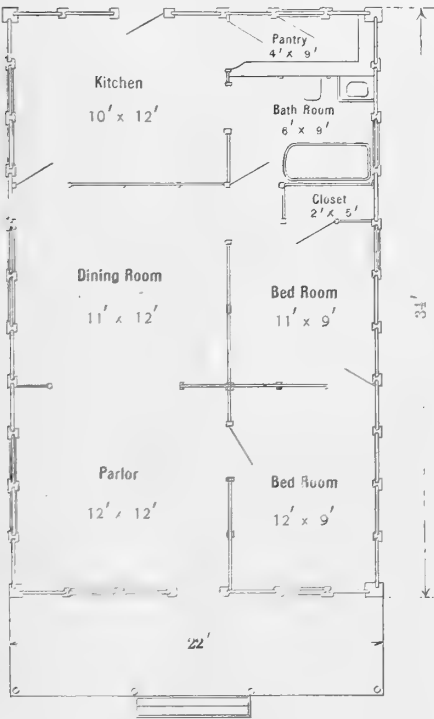 Pantry
4' x 9'
Kitchen
10' x 12'
Bath Room
6' x 9'
Closet
2' x 5'
Dining Room
11' x 12'
Bed Room
11' x 9'
34'
Parlor
12' x 12'
Bed Room
12' x 9'
22'